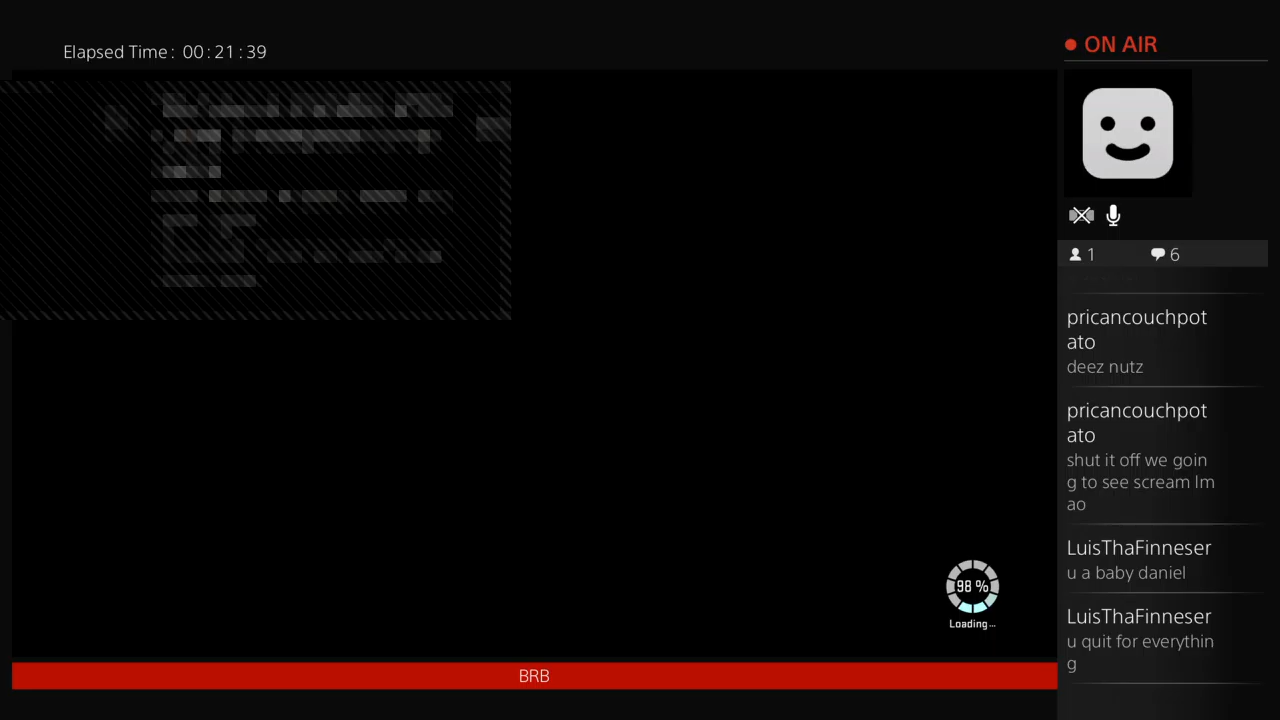 Elapsed Time: 00:21:39
ON AIR
1
6
pricancouchpot
ato
deez nutz
pricancouchpot
ato
shut it off we goin
g to see scream lm
ao
LuisThaFinneser
u a baby daniel
LuisThaFinneser
u quit for everythin
g
98 %
Loading...
BRB